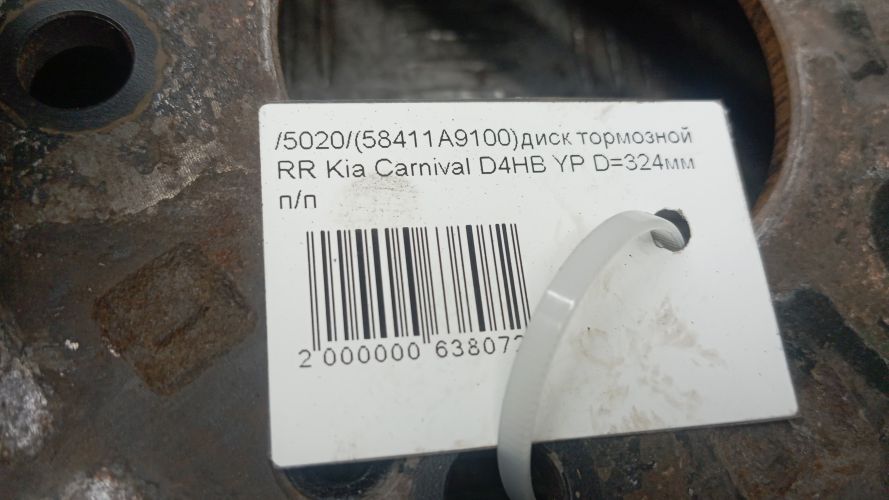 /5020/(58411A9100)диск тормозной
RR Kia Carnival D4HB YP D=324мм
п/п
2 000000 63807